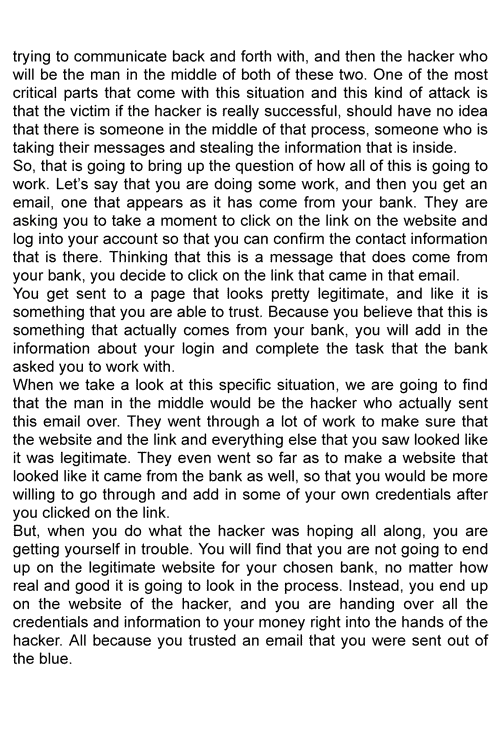 trying to communicate back and forth with, and then the hacker who
will be the man in the middle of both of these two. One of the most
critical parts that come with this situation and this kind of attack is
that the victim if the hacker is really successful, should have no idea
that there is someone in the middle of that process, someone who is
taking their messages and stealing the information that is inside.
So, that is going to bring up the question of how all of this is going to
work. Let’s say that you are doing some work, and then you get an
email, one that appears as it has come from your bank. They are
asking you to take a moment to click on the link on the website and
log into your account so that you can confirm the contact information
that is there. Thinking that this is a message that does come from
your bank, you decide to click on the link that came in that email.
You get sent to a page that looks pretty legitimate, and like it is
something that you are able to trust. Because you believe that this is
something that actually comes from your bank, you will add in the
information about your login and complete the task that the bank
asked you to work with.
When we take a look at this specific situation, we are going to find
that the man in the middle would be the hacker who actually sent
this email over. They went through a lot of work to make sure that
the website and the link and everything else that you saw looked like
it was legitimate. They even went so far as to make a website that
looked like it came from the bank as well, so that you would be more
willing to go through and add in some of your own credentials after
you clicked on the link.
But, when you do what the hacker was hoping all along, you are
getting yourself in trouble. You will find that you are not going to end
up on the legitimate website for your chosen bank, no matter how
real and good it is going to look in the process. Instead, you end up
on the website of the hacker, and you are handing over all the
credentials and information to your money right into the hands of the
hacker. All because you trusted an email that you were sent out of
the blue.